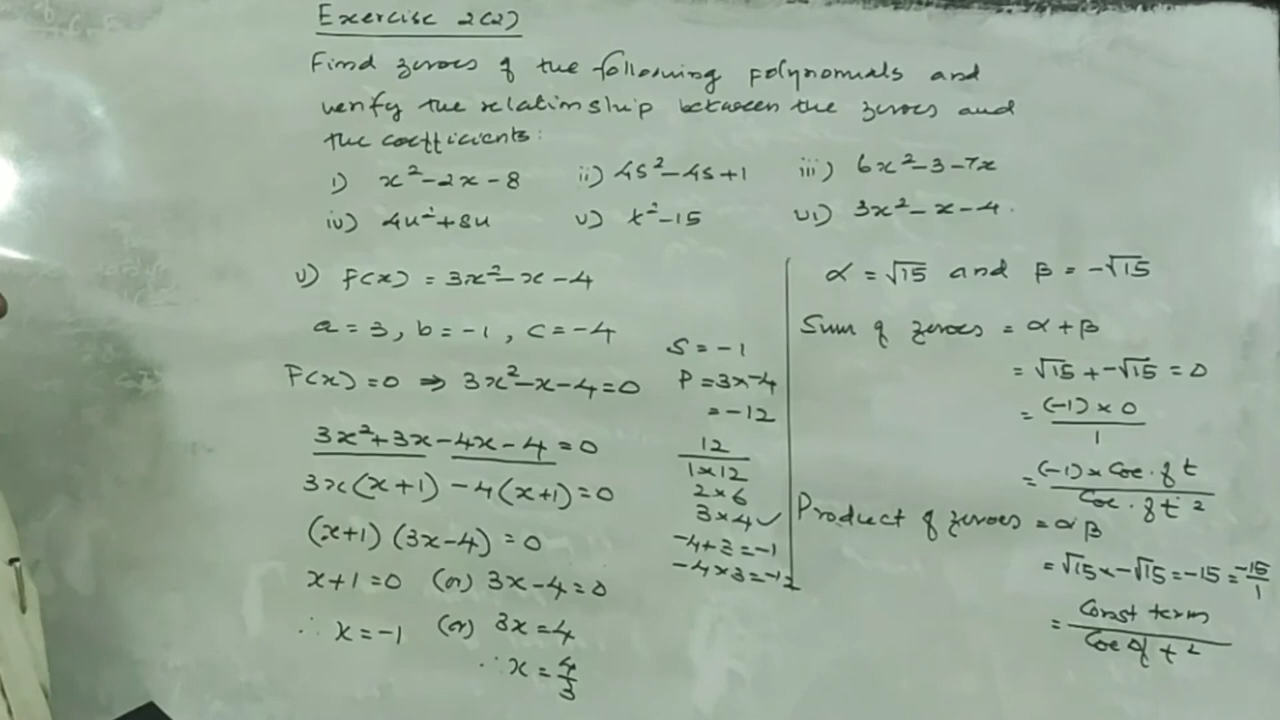 Exercise 2(2)
Find zeroes of the following polynomials and
verify the relationship between the zeroes and
the coefficients:
i) x²-2x-8 ii) 4s²-4s+1 iii) 6x²-3-7x
iv) 4u²+8u v) t²-15 vi) 3x²-x-4.
v) P(x) = 3x²-x-4
a=3, b=-1, c=-4
P(x)=0 ⇒ 3x²-x-4=0
3x²+3x-4x-4=0
3x(x+1)-4(x+1)=0
(x+1)(3x-4)=0
x+1=0 (or) 3x-4=0
∴ x=-1 (or) 3x=4
∴ x = 4/3
S = -1
P = 3x-4
= -12
12
1x12
2x6
3x4 ✓
-4+3=-1
-4x3=-12
α = √15 and β = -√15
Sum of zeroes = α+β
= √15+-√15 = 0
= (-1)x0/1
= (-1)x Coe. of t/Coe. of t²
Product of zeroes = αβ
= √15x-√15=-15=-15/1
= Const term/Coe of t²